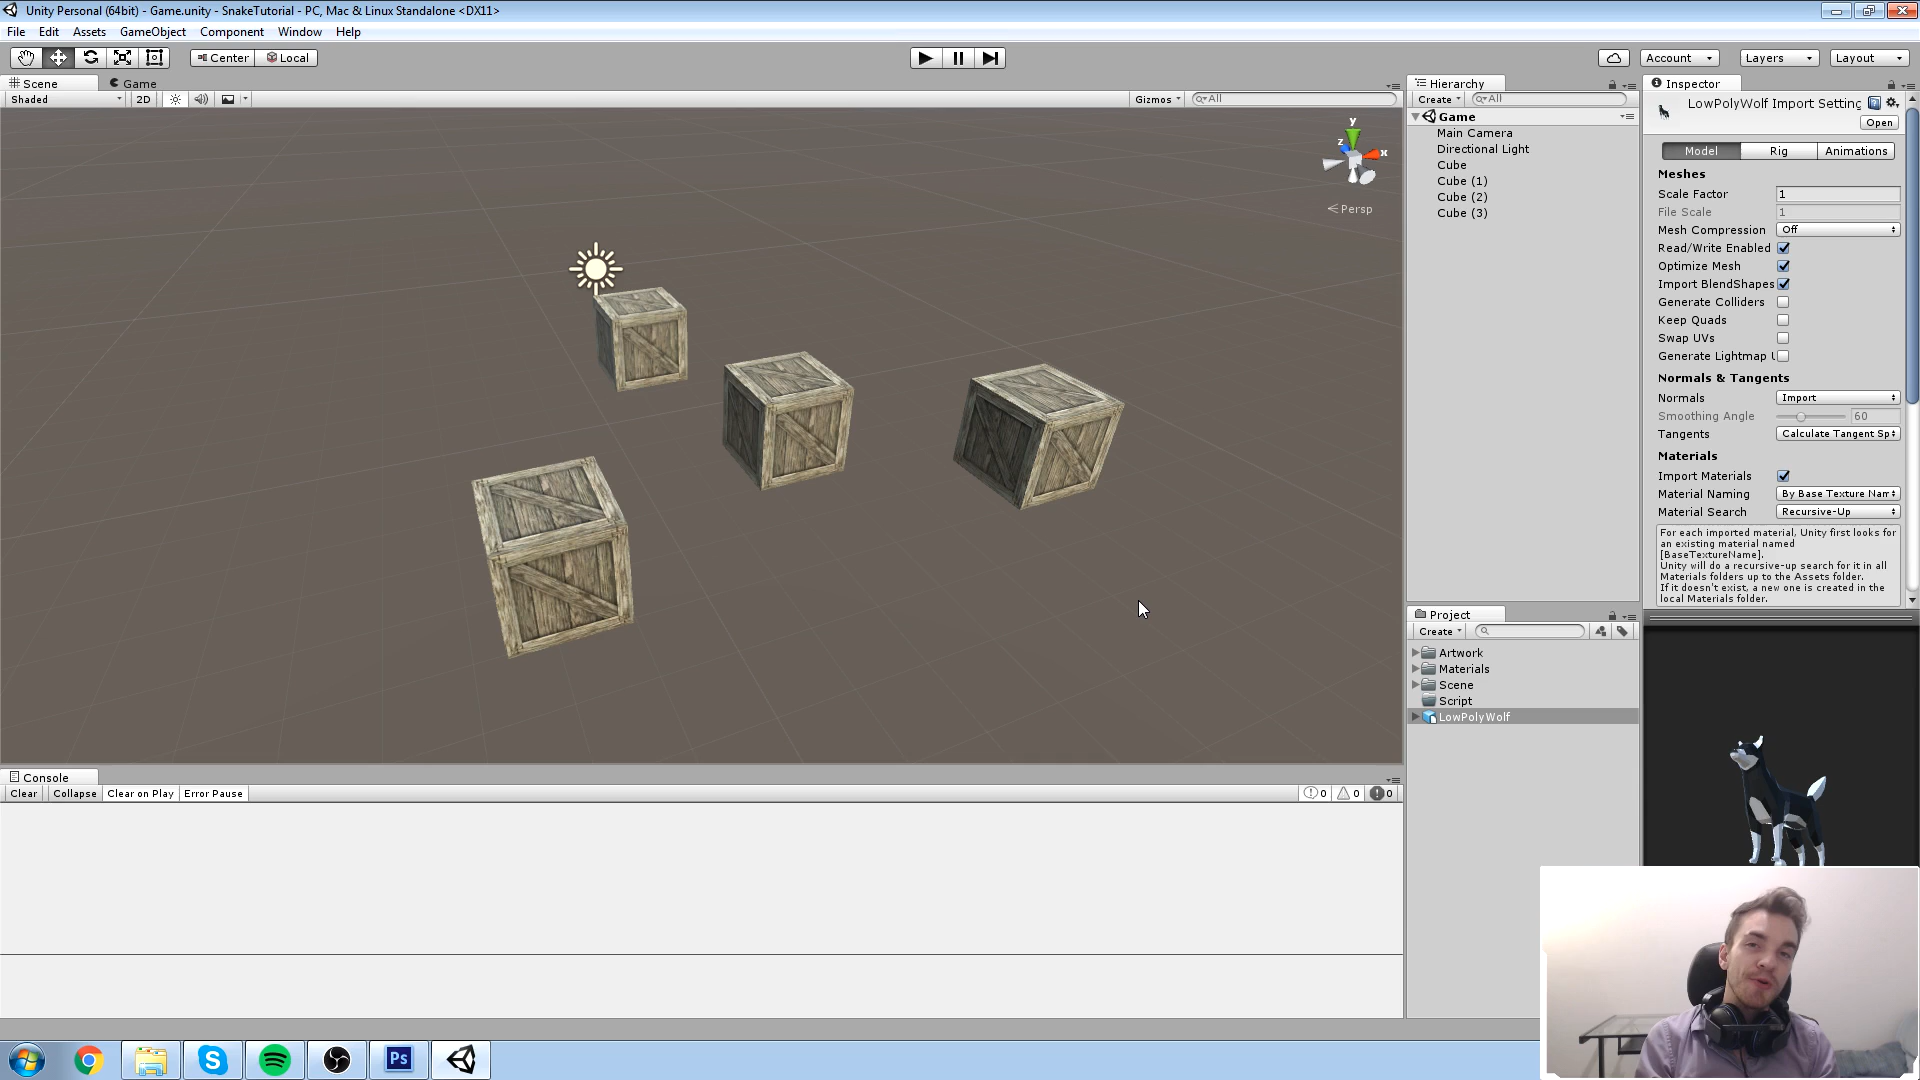 Unity Personal (64bit) - Game.unity - SnakeTutorial - PC, Mac & Linux Standalone <DX11>
File Edit Assets GameObject Component Window Help
Center Local Account Layers Layout
Scene Game
Shaded 2D Gizmos All
y
z
x
Persp
Hierarchy
Create All
Game
Main Camera
Directional Light
Cube
Cube (1)
Cube (2)
Cube (3)
Project
Create
Artwork
Materials
Scene
Script
LowPolyWolf
Inspector
LowPolyWolf Import Setting
Open
Model Rig Animations
Meshes
Scale Factor 1
File Scale 1
Mesh Compression Off
Read/Write Enabled
Optimize Mesh
Import BlendShapes
Generate Colliders
Keep Quads
Swap UVs
Generate Lightmap U
Normals & Tangents
Normals Import
Smoothing Angle 60
Tangents Calculate Tangent Sp
Materials
Import Materials
Material Naming By Base Texture Nam
Material Search Recursive-Up
For each imported material, Unity first looks for
an existing material named
[BaseTextureName].
Unity will do a recursive-up search for it in all
Materials folders up to the Assets folder.
If it doesn't exist, a new one is created in the
local Materials folder.
Console
Clear Collapse Clear on Play Error Pause 0 0 0
Ps